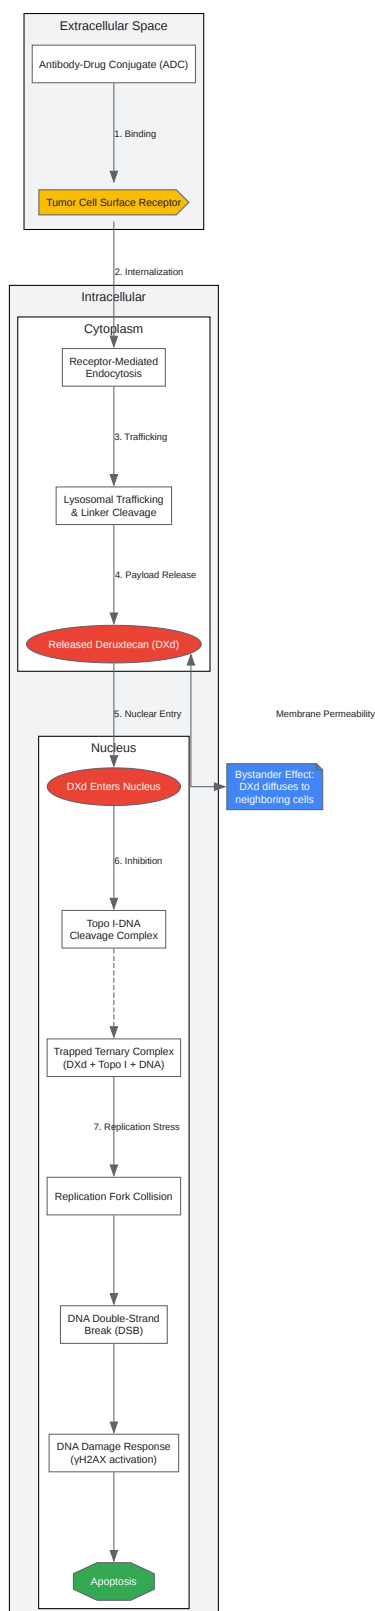 Extracellular Space
Antibody-Drug Conjugate (ADC)
1. Binding
Tumor Cell Surface Receptor
2. Internalization
Intracellular
Cytoplasm
Receptor-Mediated
Endocytosis
3. Trafficking
Lysosomal Trafficking
& Linker Cleavage
4. Payload Release
Released Deruxtecan (DXd)
5. Nuclear Entry
Membrane Permeability
Nucleus
DXd Enters Nucleus
Bystander Effect:
DXd diffuses to
neighboring cells
6. Inhibition
Topo I-DNA
Cleavage Complex
Trapped Ternary Complex
(DXd + Topo I + DNA)
7. Replication Stress
Replication Fork Collision
DNA Double-Strand
Break (DSB)
DNA Damage Response
(γH2AX activation)
Apoptosis